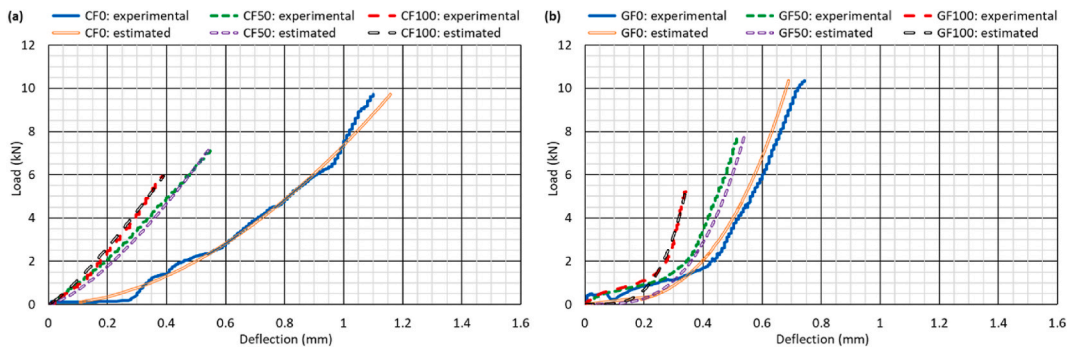 (a)
CF0: experimental CF50: experimental CF100: experimental
CF0: estimated CF50: estimated CF100: estimated
12
10
8
6
4
2
0
Load (kN)
0 0.2 0.4 0.6 0.8 1 1.2 1.4 1.6
Deflection (mm)
(b)
GF0: experimental GF50: experimental GF100: experimental
GF0: estimated GF50: estimated GF100: estimated
12
10
8
6
4
2
0
Load (kN)
0 0.2 0.4 0.6 0.8 1 1.2 1.4 1.6
Deflection (mm)